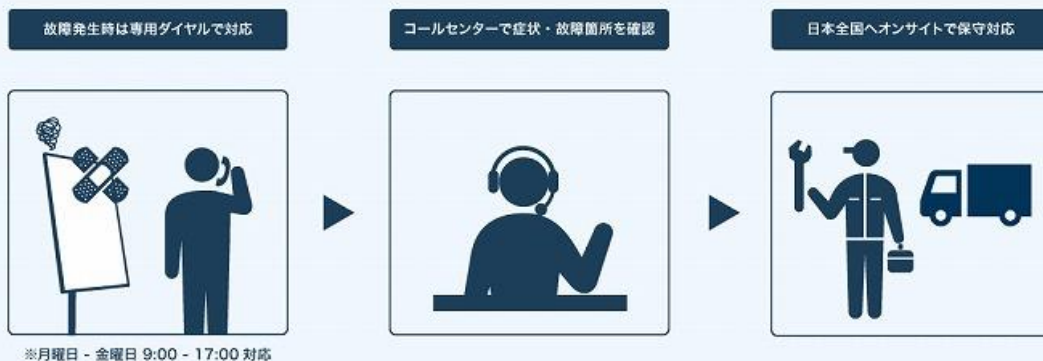 故障発生時は専用ダイヤルで対応
コールセンターで症状・故障箇所を確認
日本全国へオンサイトで保守対応
※月曜日 - 金曜日 9:00 - 17:00 対応